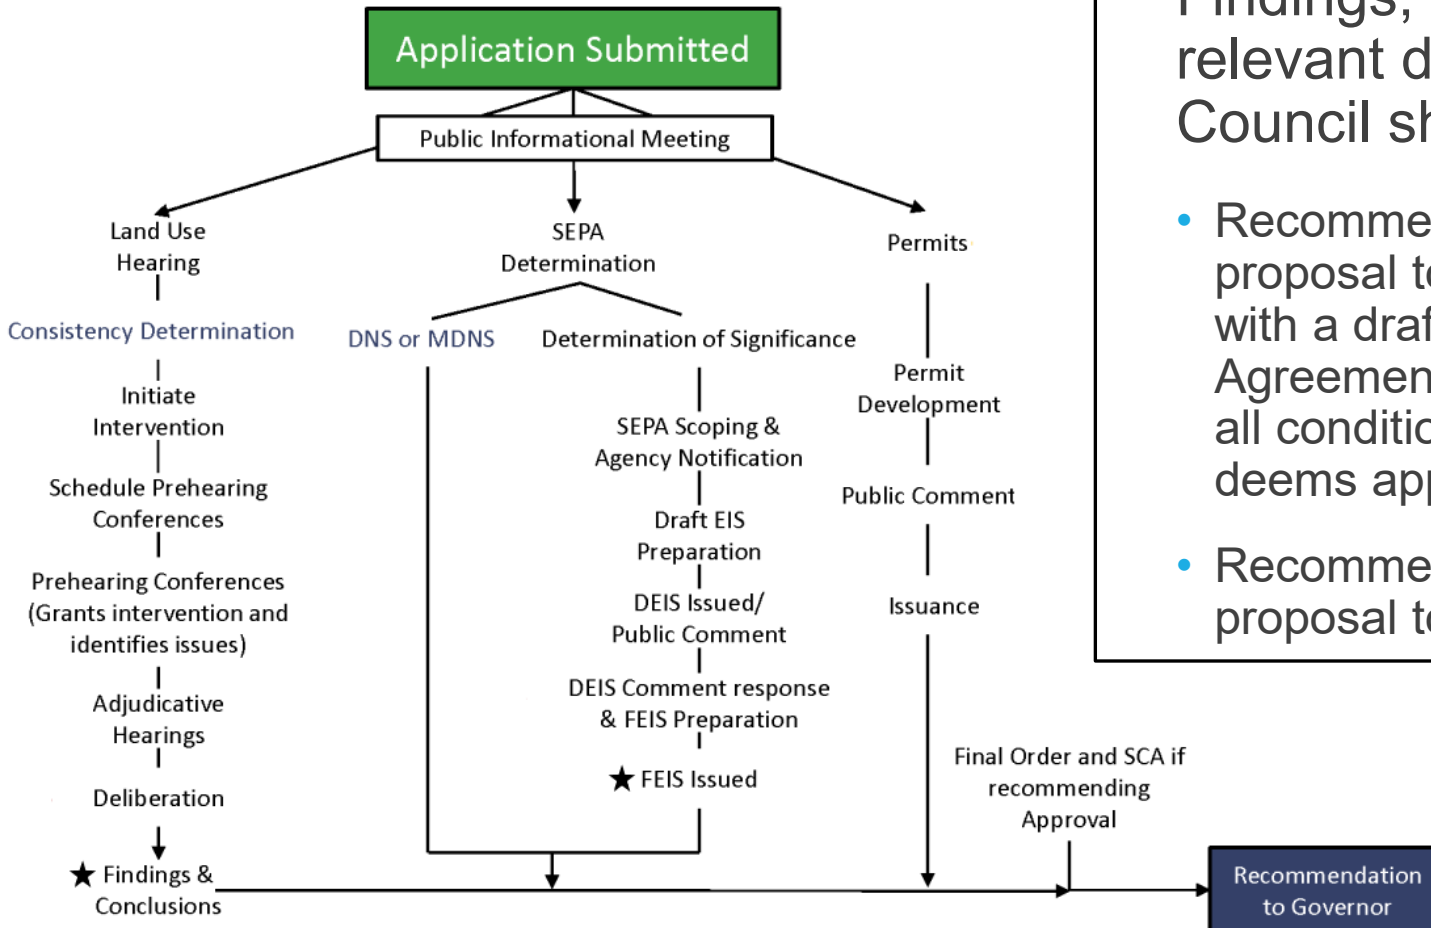 Application Submitted
Public Informational Meeting
Land Use
Hearing
Consistency Determination
Initiate
Intervention
Schedule Prehearing
Conferences
Prehearing Conferences
(Grants intervention and
identifies issues)
Adjudicative
Hearings
Deliberation
★ Findings &
Conclusions
SEPA
Determination
DNS or MDNS
Determination of Significance
SEPA Scoping &
Agency Notification
Draft EIS
Preparation
DEIS Issued/
Public Comment
DEIS Comment response
& FEIS Preparation
★ FEIS Issued
Permits
Permit
Development
Public Comment
Issuance
Final Order and SCA if
recommending
Approval
Recommendation
to Governor
Findings,
relevant d
Council sh
• Recomme
proposal to
with a draf
Agreemen
all conditio
deems app
• Recomme
proposal to